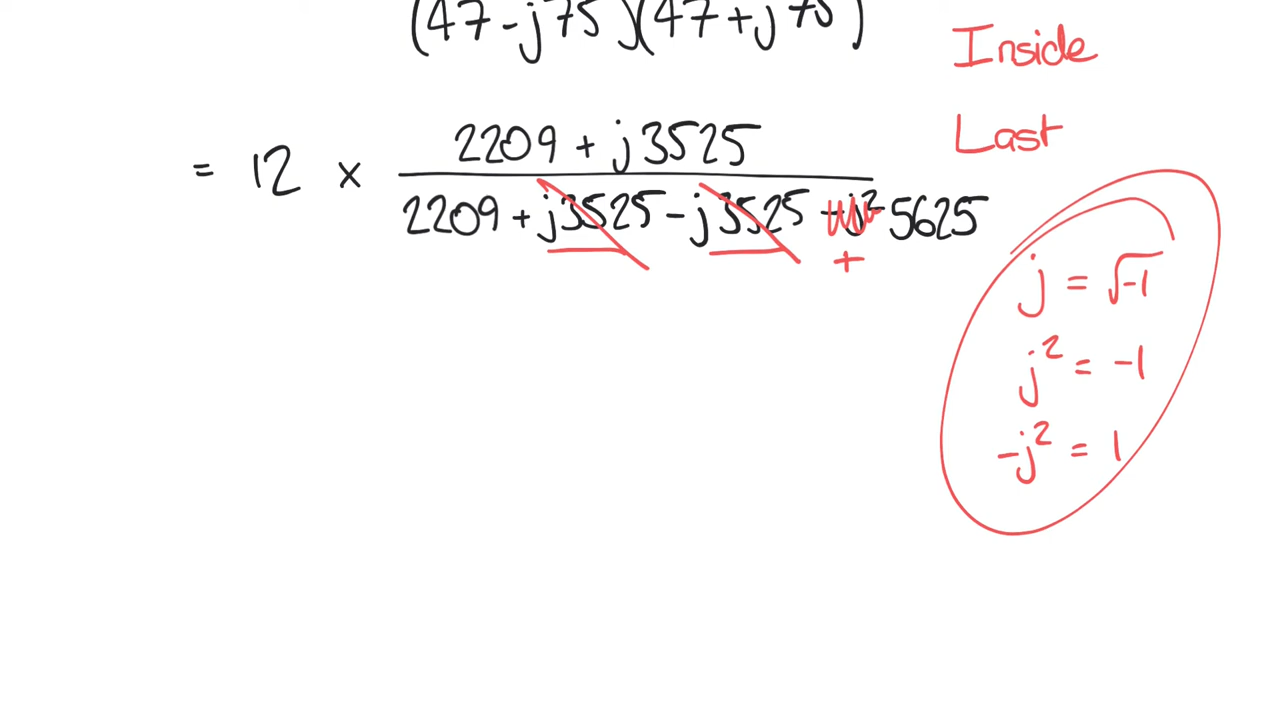 (47 - j75)(47 + j75)
Inside
Last
= 12 × 2209 + j3525
2209 + j3525 - j3525 - j² 5625
+
j = √-1
j² = -1
-j² = 1